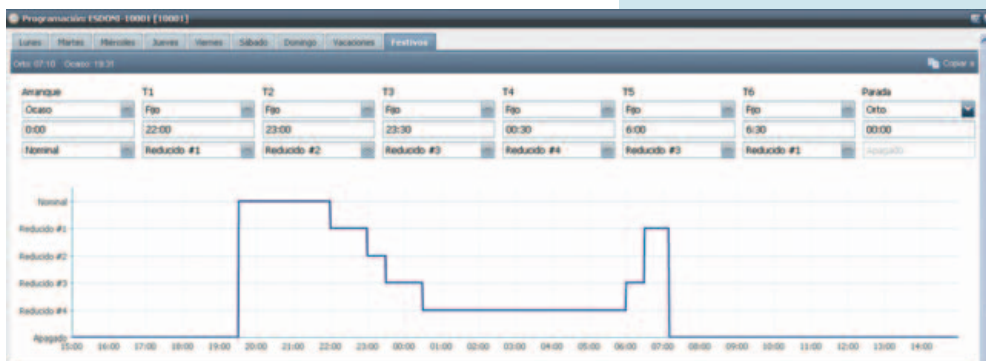 Programación: ESDONI-10001 [10001]
Lunes Martes Miércoles Jueves Viernes Sábado Domingo Vacaciones Festivos
Orto: 07:10 Ocaso: 19:31 Copiar a
Arranque T1 T2 T3 T4 T5 T6 Parada
Ocaso Fijo Fijo Fijo Fijo Fijo Fijo Orto
0:00 22:00 23:00 23:30 00:30 6:00 6:30 00:00
Nominal Reducido #1 Reducido #2 Reducido #3 Reducido #4 Reducido #3 Reducido #1 Apagado
Nominal
Reducido #1
Reducido #2
Reducido #3
Reducido #4
Apagado
15:00 16:00 17:00 18:00 19:00 20:00 21:00 22:00 23:00 00:00 01:00 02:00 03:00 04:00 05:00 06:00 07:00 08:00 09:00 10:00 11:00 12:00 13:00 14:00